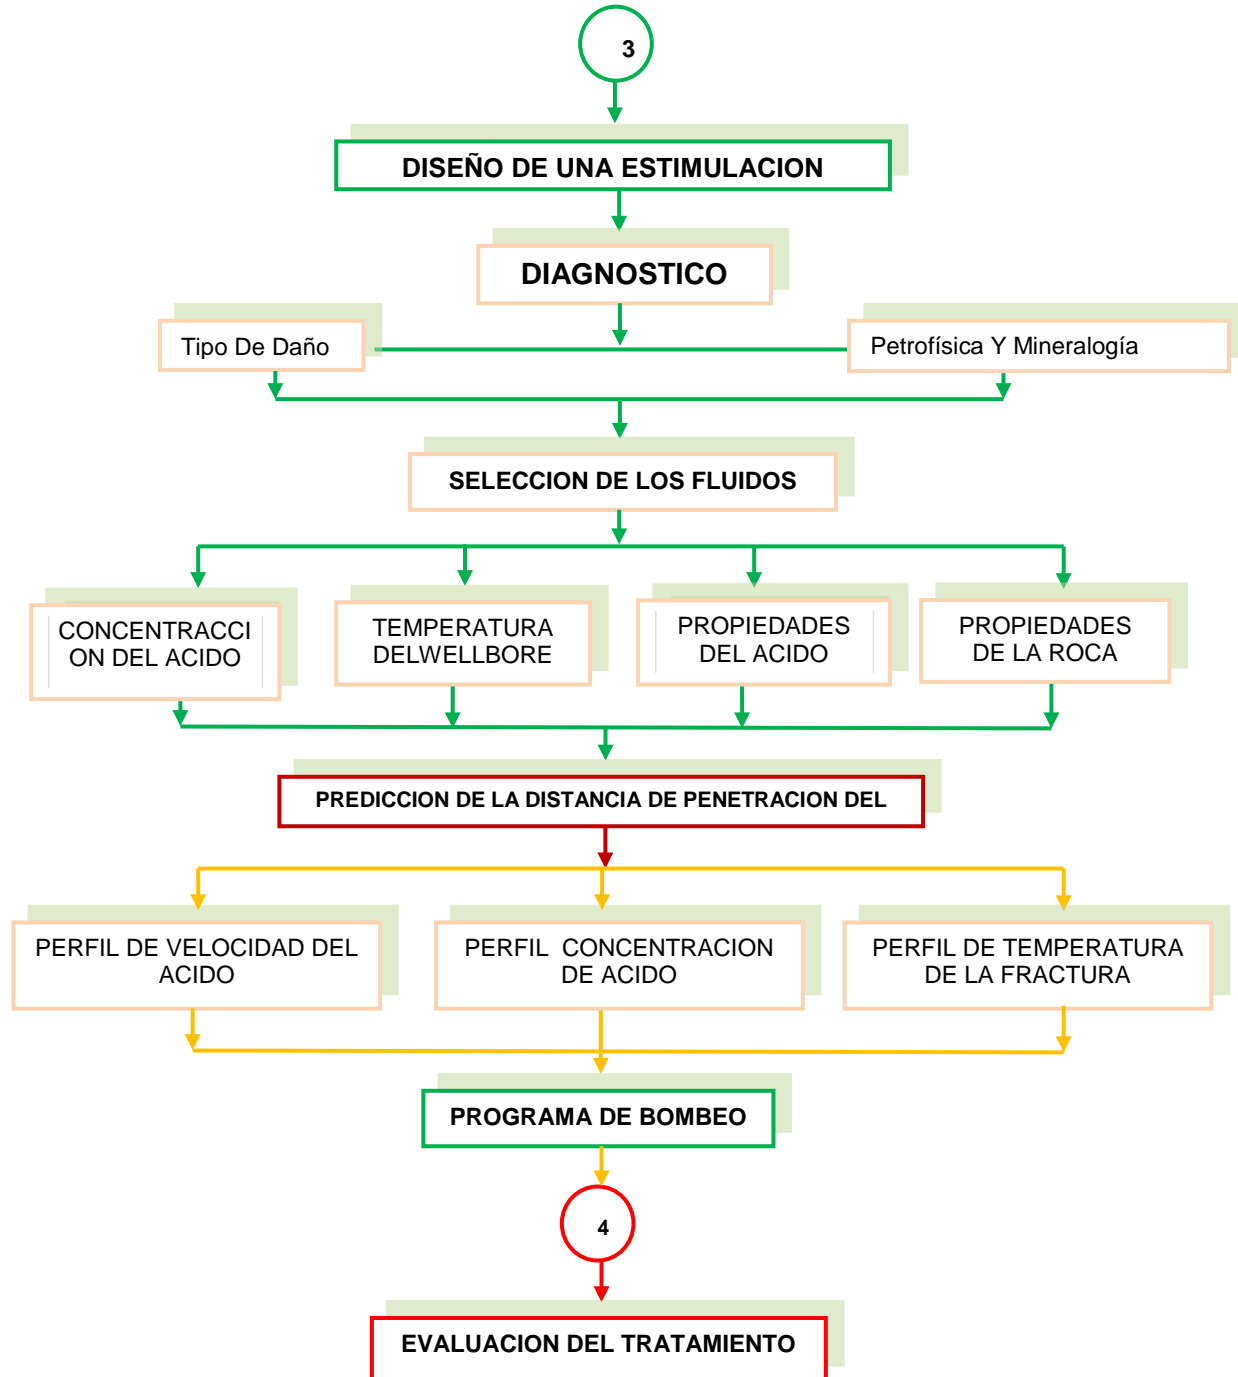 3
DISEÑO DE UNA ESTIMULACION
DIAGNOSTICO
Tipo De Daño
Petrofísica Y Mineralogía
SELECCION DE LOS FLUIDOS
CONCENTRACCI
ON DEL ACIDO
TEMPERATURA
DELWELLBORE
PROPIEDADES
DEL ACIDO
PROPIEDADES
DE LA ROCA
PREDICCION DE LA DISTANCIA DE PENETRACION DEL
PERFIL DE VELOCIDAD DEL
ACIDO
PERFIL  CONCENTRACION
DE ACIDO
PERFIL DE TEMPERATURA
DE LA FRACTURA
PROGRAMA DE BOMBEO
4
EVALUACION DEL TRATAMIENTO